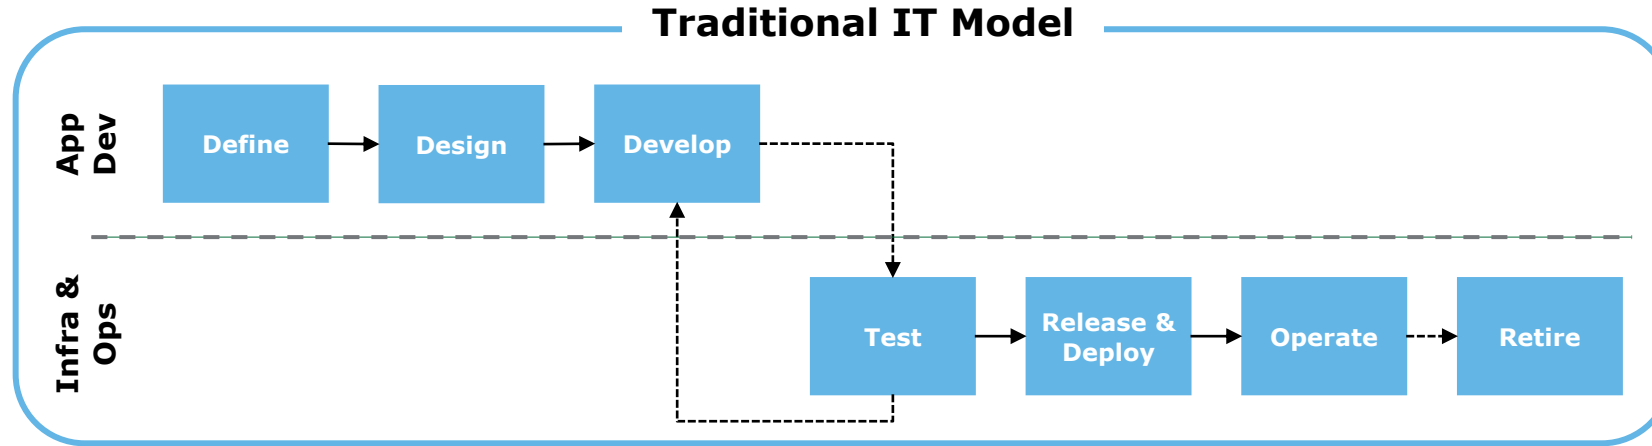 Traditional IT Model
App
Dev
Define
Design
Develop
Infra &
Ops
Test
Release &
Deploy
Operate
Retire